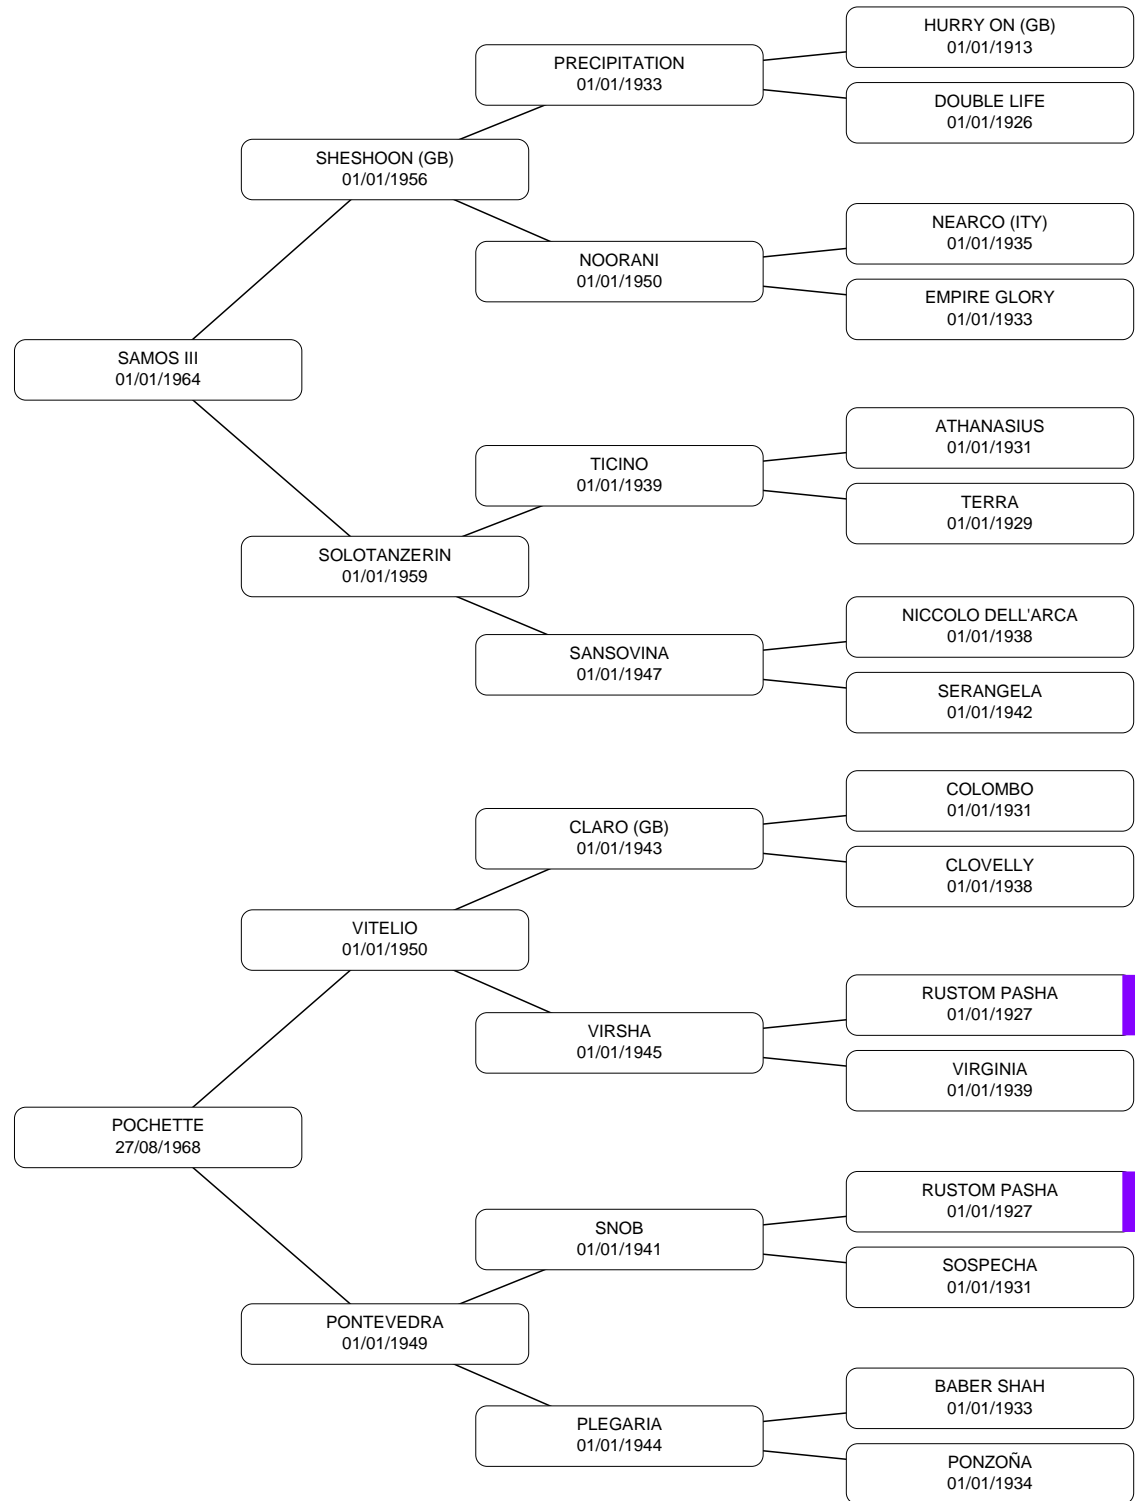 HURRY ON (GB)
01/01/1913
PRECIPITATION
01/01/1933
DOUBLE LIFE
01/01/1926
SHESHOON (GB)
01/01/1956
NEARCO (ITY)
01/01/1935
NOORANI
01/01/1950
EMPIRE GLORY
01/01/1933
SAMOS III
01/01/1964
ATHANASIUS
01/01/1931
TICINO
01/01/1939
TERRA
01/01/1929
SOLOTANZERIN
01/01/1959
NICCOLO DELL'ARCA
01/01/1938
SANSOVINA
01/01/1947
SERANGELA
01/01/1942
COLOMBO
01/01/1931
CLARO (GB)
01/01/1943
CLOVELLY
01/01/1938
VITELIO
01/01/1950
RUSTOM PASHA
01/01/1927
VIRSHA
01/01/1945
VIRGINIA
01/01/1939
POCHETTE
27/08/1968
RUSTOM PASHA
01/01/1927
SNOB
01/01/1941
SOSPECHA
01/01/1931
PONTEVEDRA
01/01/1949
BABER SHAH
01/01/1933
PLEGARIA
01/01/1944
PONZOÑA
01/01/1934